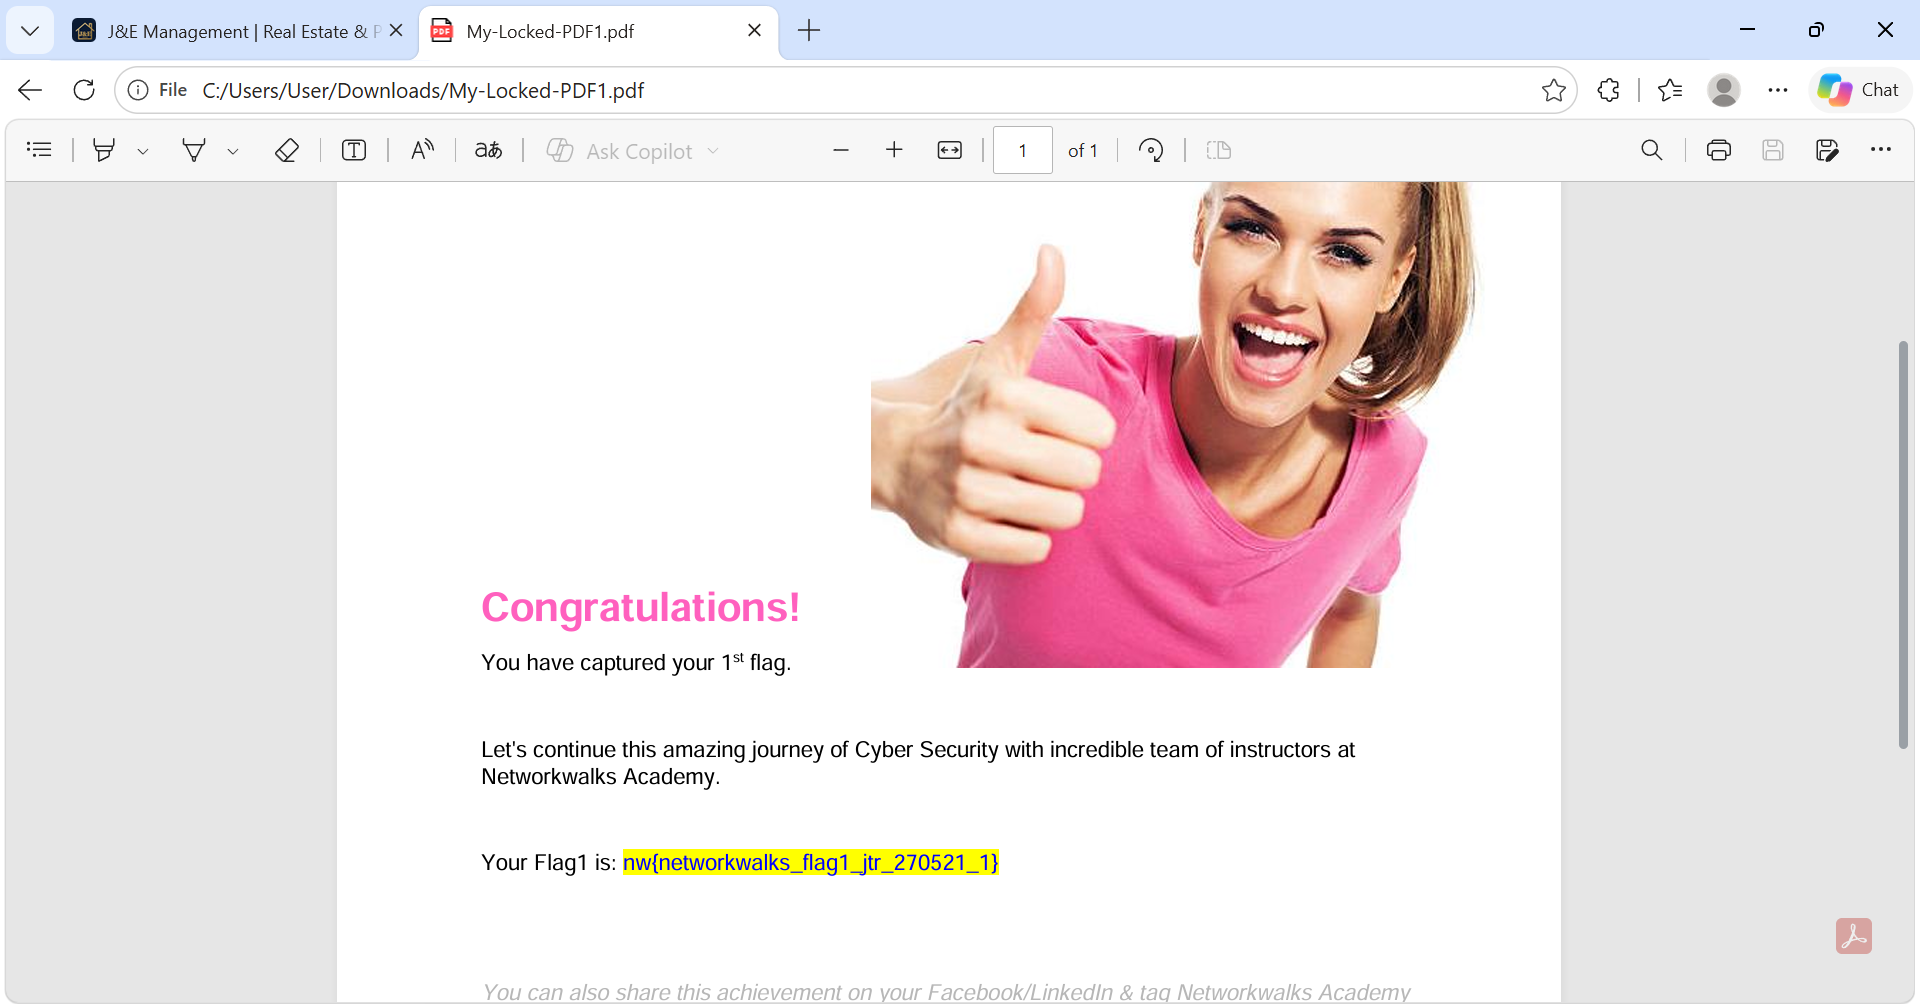 J&E Management | Real Estate & P
My-Locked-PDF1.pdf
File C:/Users/User/Downloads/My-Locked-PDF1.pdf
Chat
Ask Copilot
1 of 1
Congratulations!
You have captured your 1st flag.
Let's continue this amazing journey of Cyber Security with incredible team of instructors at
Networkwalks Academy.
Your Flag1 is: nw{networkwalks_flag1_jtr_270521_1}
You can also share this achievement on your Facebook/LinkedIn & tag Networkwalks Academy